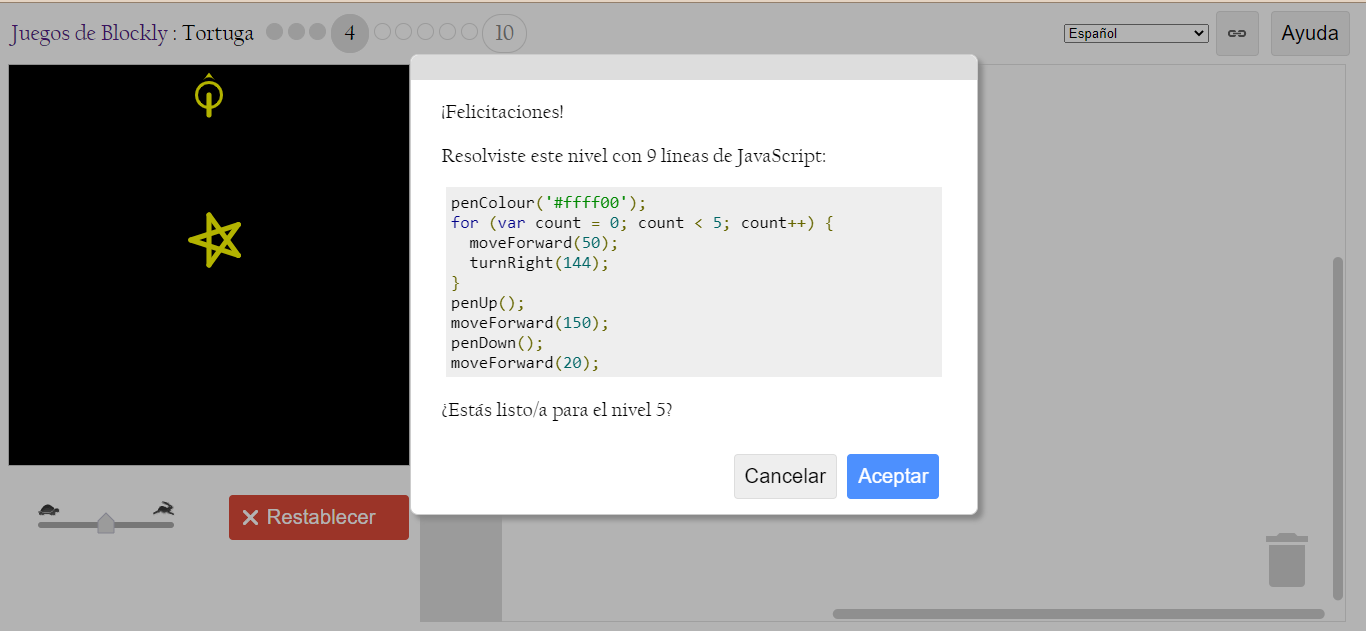 Juegos de Blockly : Tortuga 4 10 Español Ayuda
¡Felicitaciones!
Resolviste este nivel con 9 líneas de JavaScript:
penColour('#ffff00');
for (var count = 0; count < 5; count++) {
  moveForward(50);
  turnRight(144);
}
penUp();
moveForward(150);
penDown();
moveForward(20);
¿Estás listo/a para el nivel 5?
Cancelar Aceptar
Restablecer